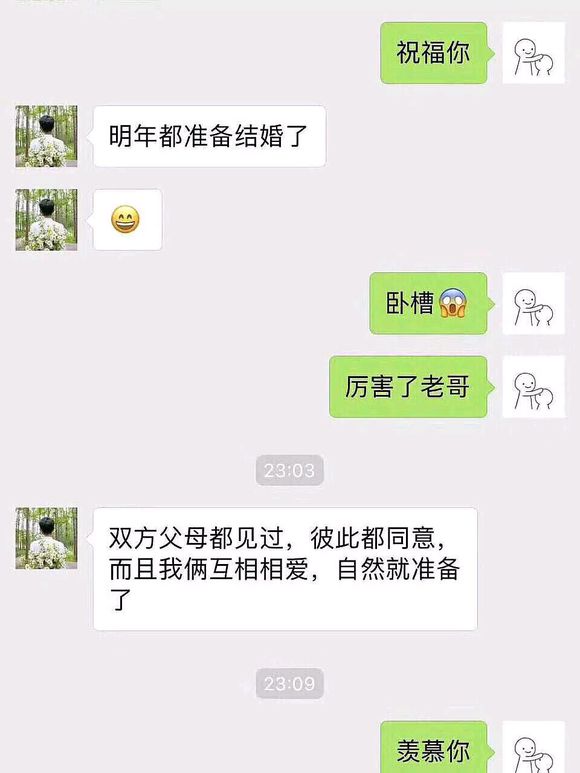 祝福你
明年都准备结婚了
😄
卧槽😱
厉害了老哥
23:03
双方父母都见过，彼此都同意，
而且我俩互相相爱，自然就准备
了
23:09
羡慕你